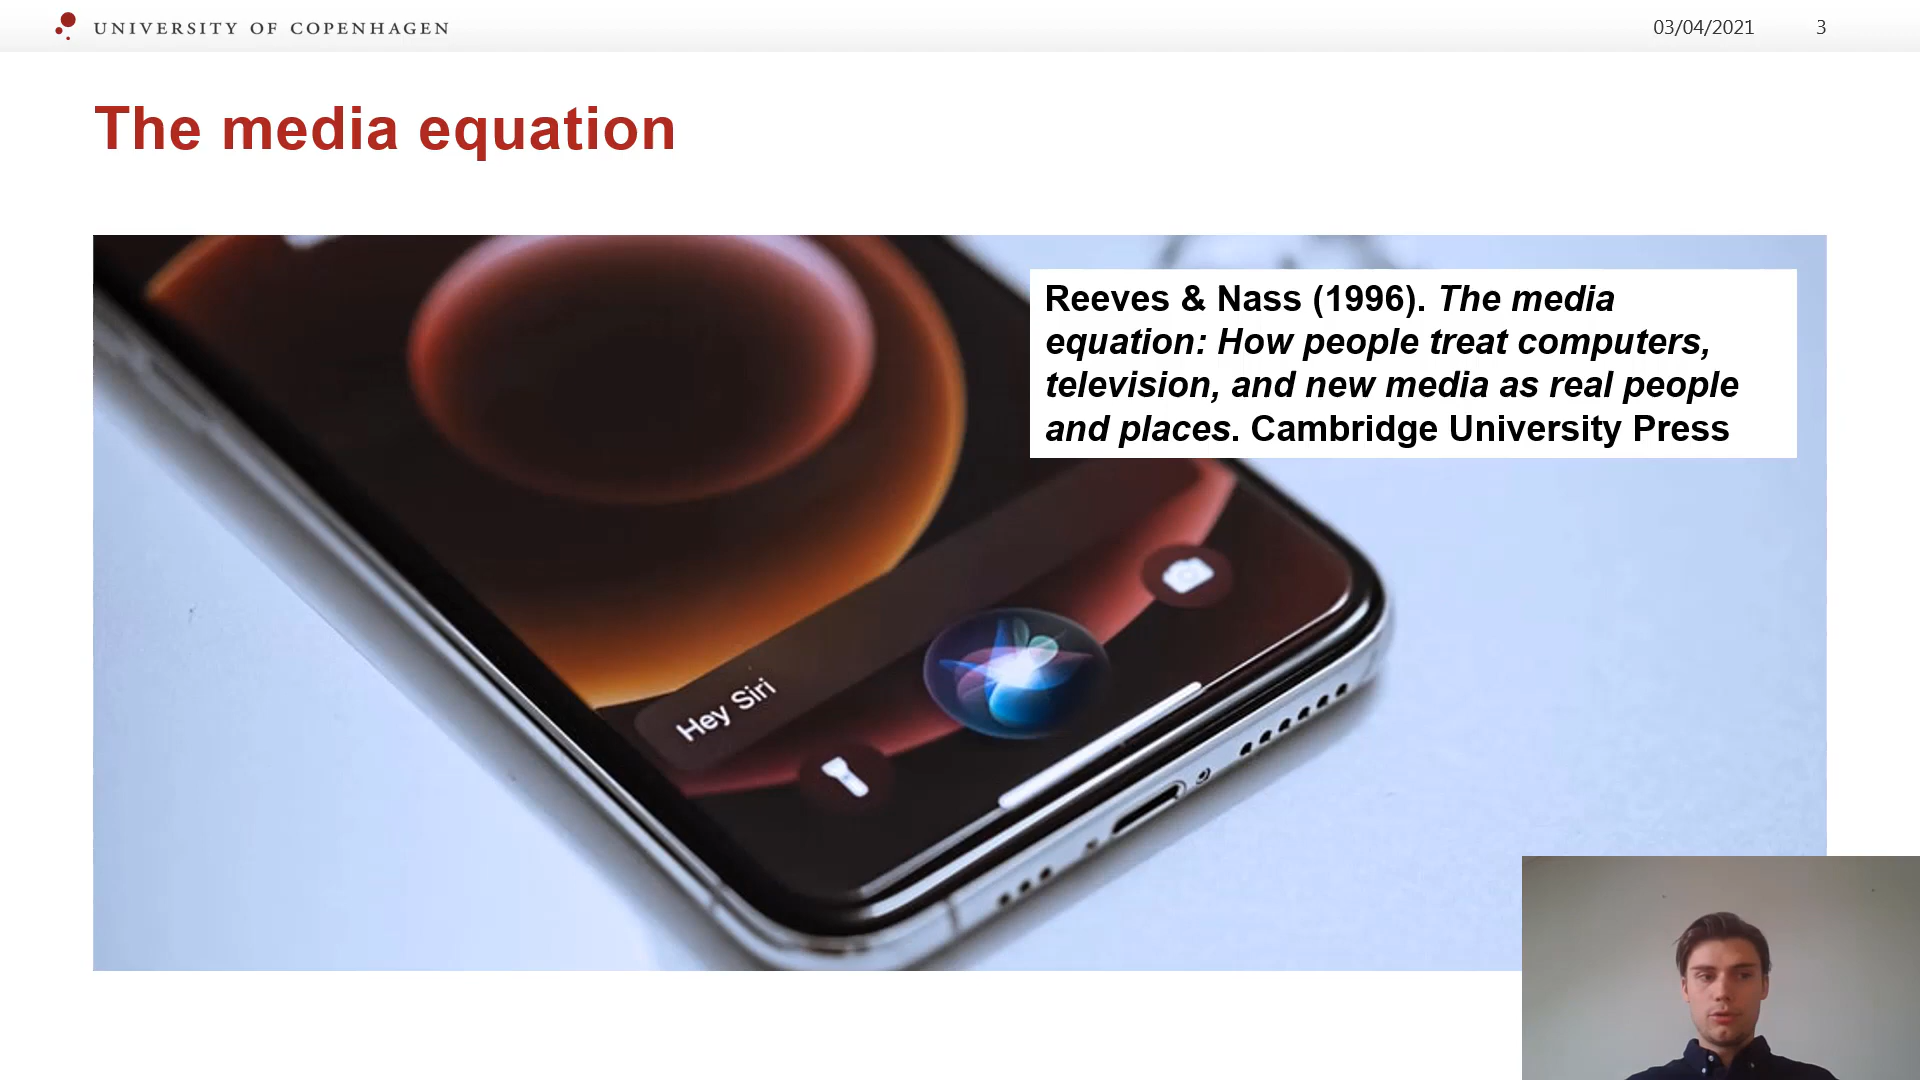 UNIVERSITY OF COPENHAGEN
03/04/2021
3
The media equation
Reeves & Nass (1996). The media
equation: How people treat computers,
television, and new media as real people
and places. Cambridge University Press
Hey Siri